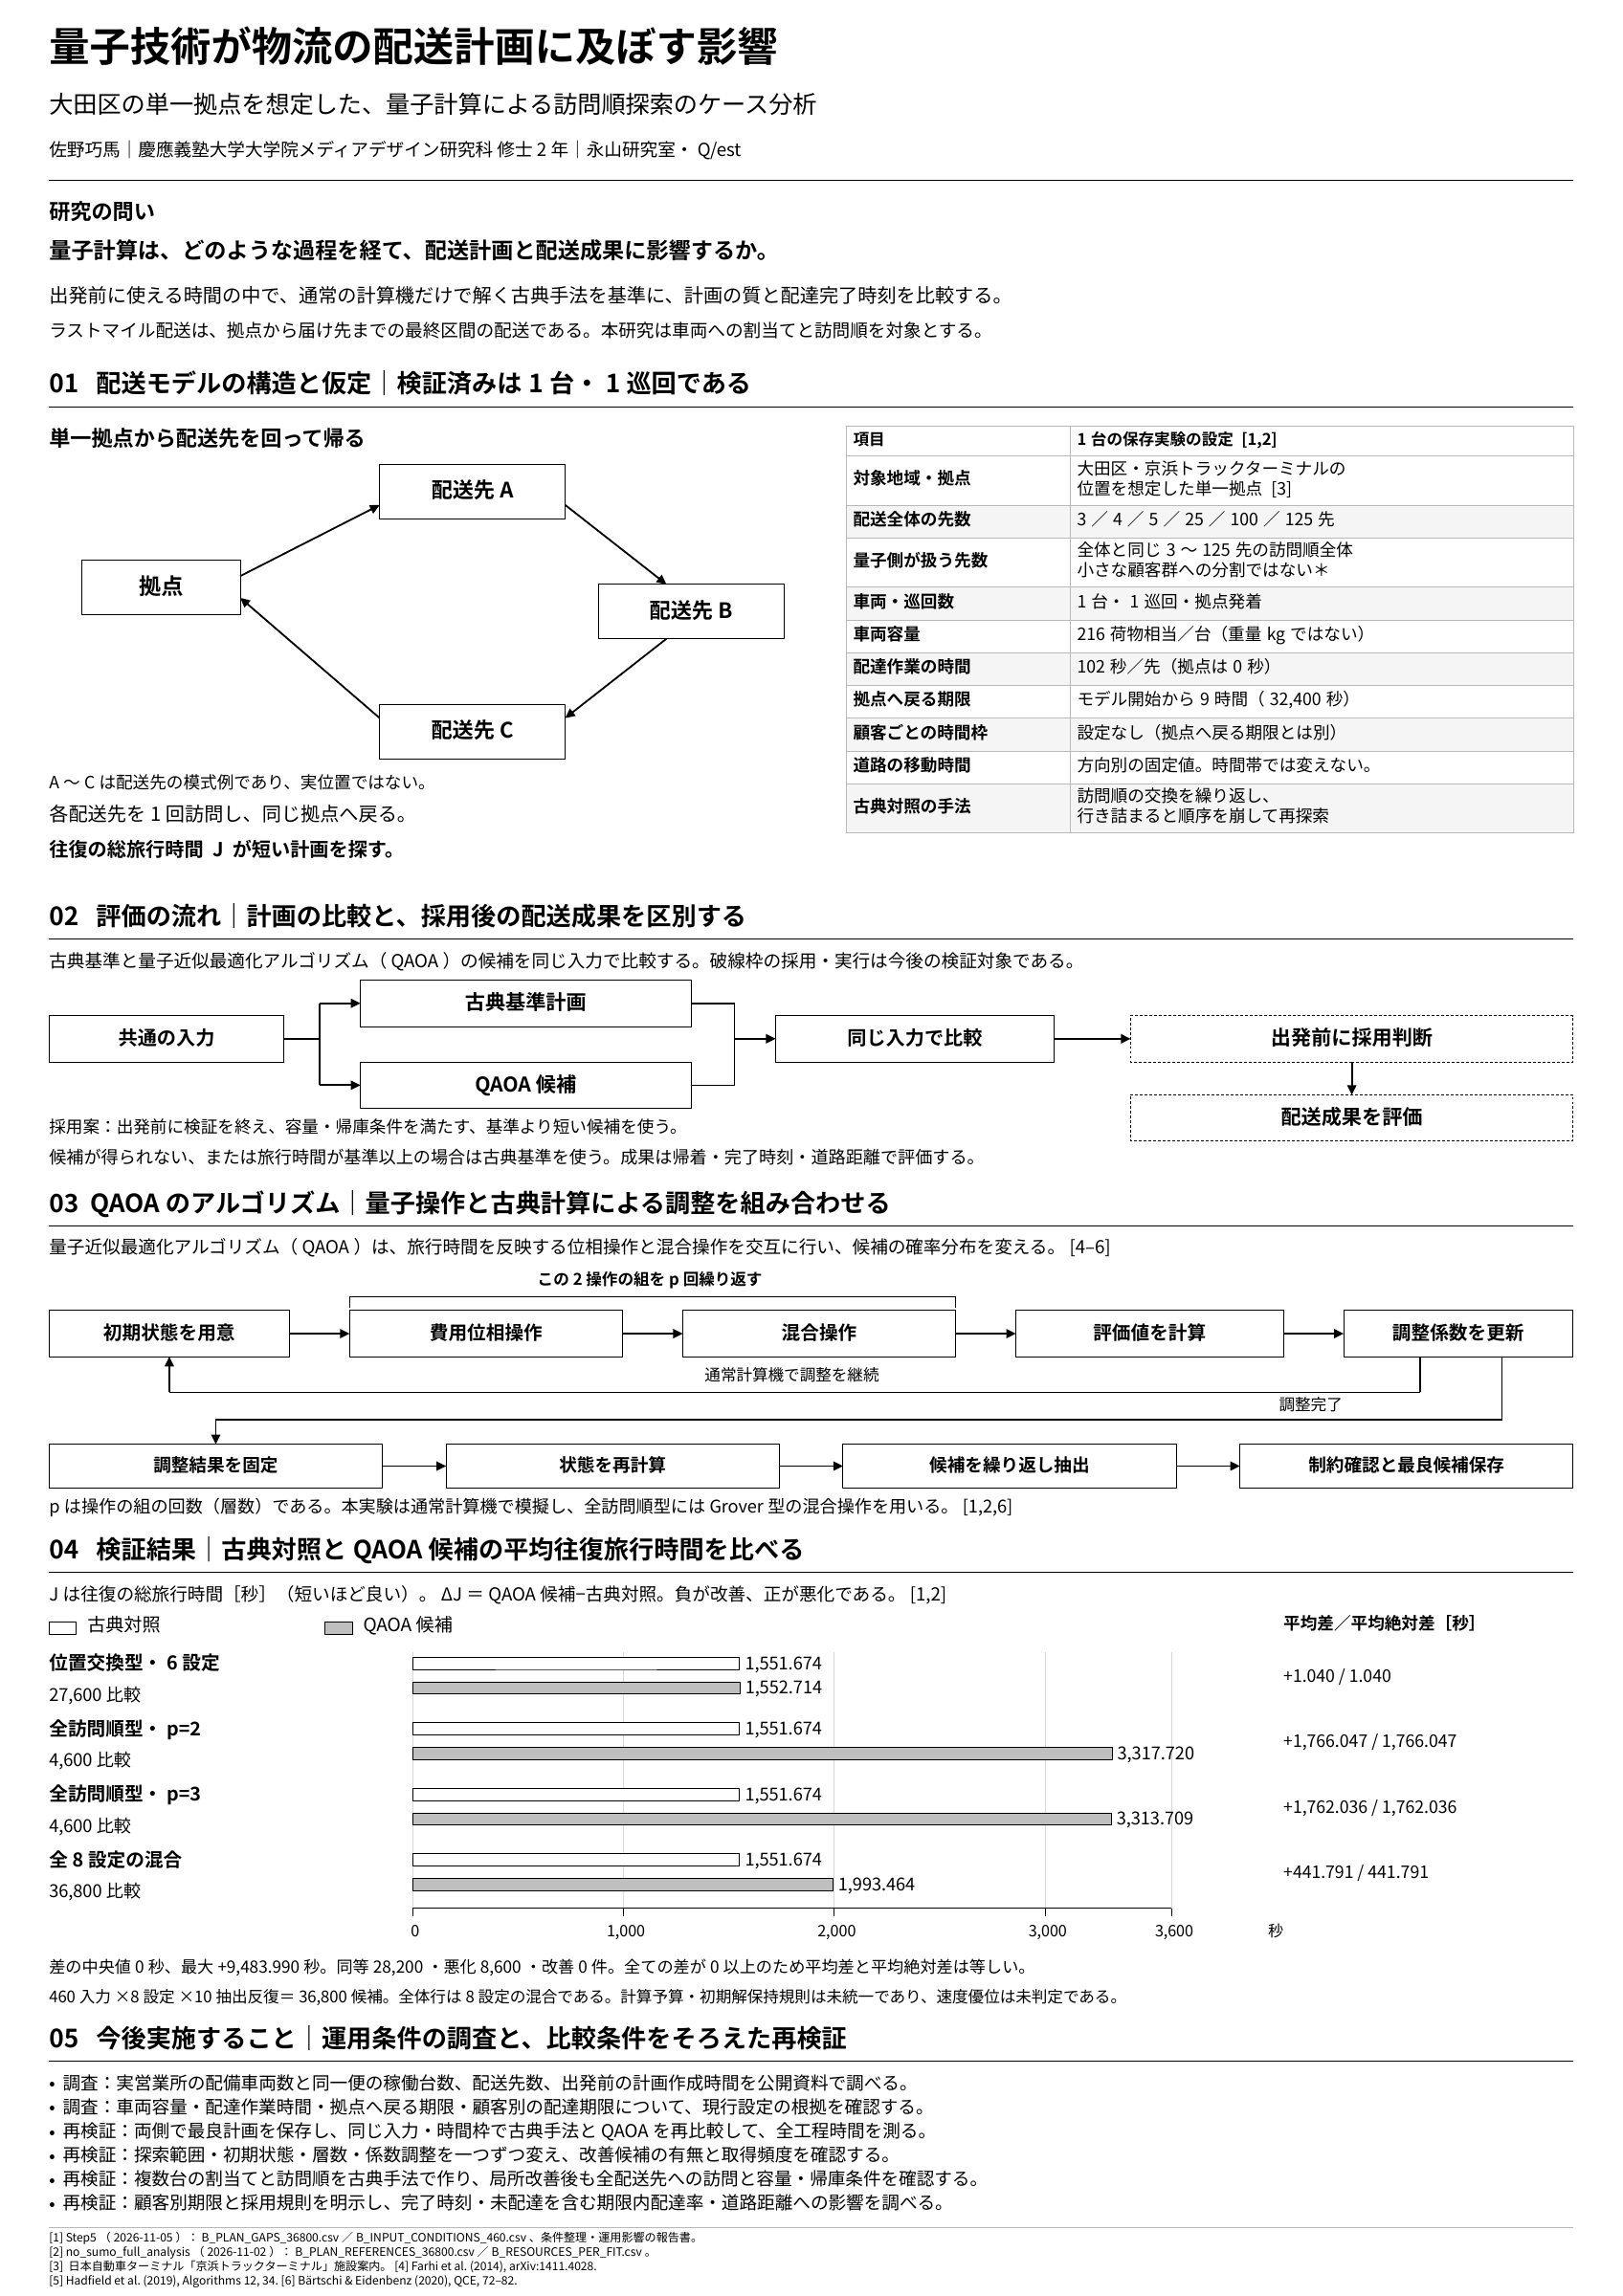 量子技術が物流の配送計画に及ぼす影響
大田区の単一拠点を想定した、量子計算による訪問順探索のケース分析
佐野巧馬｜慶應義塾大学大学院メディアデザイン研究科 修士 2 年｜永山研究室・ Q/est
研究の問い
量子計算は、どのような過程を経て、配送計画と配送成果に影響するか。
出発前に使える時間の中で、通常の計算機だけで解く古典手法を基準に、計画の質と配達完了時刻を比較する。
ラストマイル配送は、拠点から届け先までの最終区間の配送である。本研究は車両への割当てと訪問順を対象とする。
01 配送モデルの構造と仮定｜検証済みは 1 台・ 1 巡回である
単一拠点から配送先を回って帰る
配送先 A
拠点
配送先 B
配送先 C
A ～ C は配送先の模式例であり、実位置ではない。
各配送先を 1 回訪問し、同じ拠点へ戻る。
往復の総旅行時間 J が短い計画を探す。
項目 1 台の保存実験の設定 [1,2]
対象地域・拠点 大田区・京浜トラックターミナルの
位置を想定した単一拠点 [3]
配送全体の先数 3 ／ 4 ／ 5 ／ 25 ／ 100 ／ 125 先
量子側が扱う先数 全体と同じ 3 ～ 125 先の訪問順全体
小さな顧客群への分割ではない＊
車両・巡回数 1 台・ 1 巡回・拠点発着
車両容量 216 荷物相当／台（重量 kg ではない）
配達作業の時間 102 秒／先（拠点は 0 秒）
拠点へ戻る期限 モデル開始から 9 時間（ 32,400 秒）
顧客ごとの時間枠 設定なし（拠点へ戻る期限とは別）
道路の移動時間 方向別の固定値。時間帯では変えない。
古典対照の手法 訪問順の交換を繰り返し、
行き詰まると順序を崩して再探索
02 評価の流れ｜計画の比較と、採用後の配送成果を区別する
古典基準と量子近似最適化アルゴリズム（ QAOA ）の候補を同じ入力で比較する。破線枠の採用・実行は今後の検証対象である。
共通の入力
古典基準計画
QAOA 候補
同じ入力で比較
出発前に採用判断
配送成果を評価
採用案：出発前に検証を終え、容量・帰庫条件を満たす、基準より短い候補を使う。
候補が得られない、または旅行時間が基準以上の場合は古典基準を使う。成果は帰着・完了時刻・道路距離で評価する。
03 QAOA のアルゴリズム｜量子操作と古典計算による調整を組み合わせる
量子近似最適化アルゴリズム（ QAOA ）は、旅行時間を反映する位相操作と混合操作を交互に行い、候補の確率分布を変える。 [4–6]
この 2 操作の組を p 回繰り返す
初期状態を用意
費用位相操作
混合操作
評価値を計算
調整係数を更新
通常計算機で調整を継続
調整完了
調整結果を固定
状態を再計算
候補を繰り返し抽出
制約確認と最良候補保存
p は操作の組の回数（層数）である。本実験は通常計算機で模擬し、全訪問順型には Grover 型の混合操作を用いる。 [1,2,6]
04 検証結果｜古典対照と QAOA 候補の平均往復旅行時間を比べる
J は往復の総旅行時間［秒］（短いほど良い）。 ΔJ ＝ QAOA 候補−古典対照。負が改善、正が悪化である。 [1,2]
古典対照
QAOA 候補
平均差／平均絶対差［秒］
位置交換型・ 6 設定
27,600 比較
1,551.674
1,552.714
+1.040 / 1.040
全訪問順型・ p=2
4,600 比較
1,551.674
3,317.720
+1,766.047 / 1,766.047
全訪問順型・ p=3
4,600 比較
1,551.674
3,313.709
+1,762.036 / 1,762.036
全 8 設定の混合
36,800 比較
1,551.674
1,993.464
+441.791 / 441.791
0 1,000 2,000 3,000 3,600 秒
差の中央値 0 秒、最大 +9,483.990 秒。同等 28,200 ・悪化 8,600 ・改善 0 件。全ての差が 0 以上のため平均差と平均絶対差は等しい。
460 入力 ×8 設定 ×10 抽出反復＝ 36,800 候補。全体行は 8 設定の混合である。計算予算・初期解保持規則は未統一であり、速度優位は未判定である。
05 今後実施すること｜運用条件の調査と、比較条件をそろえた再検証
• 調査：実営業所の配備車両数と同一便の稼働台数、配送先数、出発前の計画作成時間を公開資料で調べる。
• 調査：車両容量・配達作業時間・拠点へ戻る期限・顧客別の配達期限について、現行設定の根拠を確認する。
• 再検証：両側で最良計画を保存し、同じ入力・時間枠で古典手法と QAOA を再比較して、全工程時間を測る。
• 再検証：探索範囲・初期状態・層数・係数調整を一つずつ変え、改善候補の有無と取得頻度を確認する。
• 再検証：複数台の割当てと訪問順を古典手法で作り、局所改善後も全配送先への訪問と容量・帰庫条件を確認する。
• 再検証：顧客別期限と採用規則を明示し、完了時刻・未配達を含む期限内配達率・道路距離への影響を調べる。
[1] Step5 （ 2026-11-05 ）： B_PLAN_GAPS_36800.csv ／ B_INPUT_CONDITIONS_460.csv 、条件整理・運用影響の報告書。
[2] no_sumo_full_analysis （ 2026-11-02 ）： B_PLAN_REFERENCES_36800.csv ／ B_RESOURCES_PER_FIT.csv 。
[3] 日本自動車ターミナル「京浜トラックターミナル」施設案内。 [4] Farhi et al. (2014), arXiv:1411.4028.
[5] Hadfield et al. (2019), Algorithms 12, 34. [6] Bärtschi & Eidenbenz (2020), QCE, 72–82.